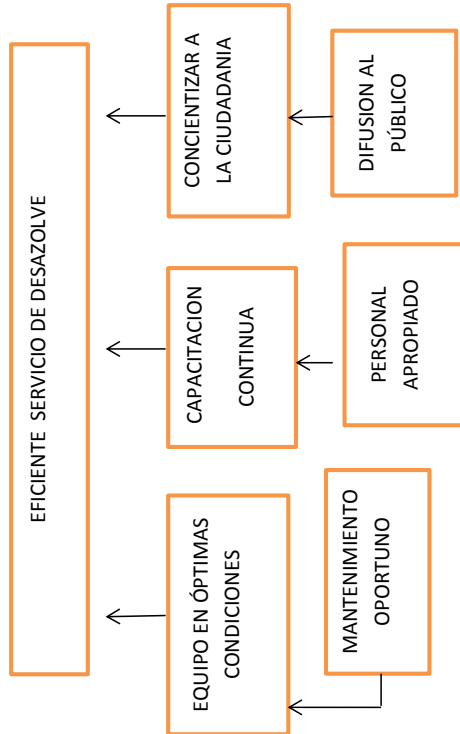 EFICIENTE SERVICIO DE DESAZOLVE
EQUIPO EN ÓPTIMAS
CONDICIONES
CAPACITACION
CONTINUA
CONCIENTIZAR A
LA CIUDADANIA
MANTENIMIENTO
OPORTUNO
PERSONAL
APROPIADO
DIFUSION AL
PÚBLICO